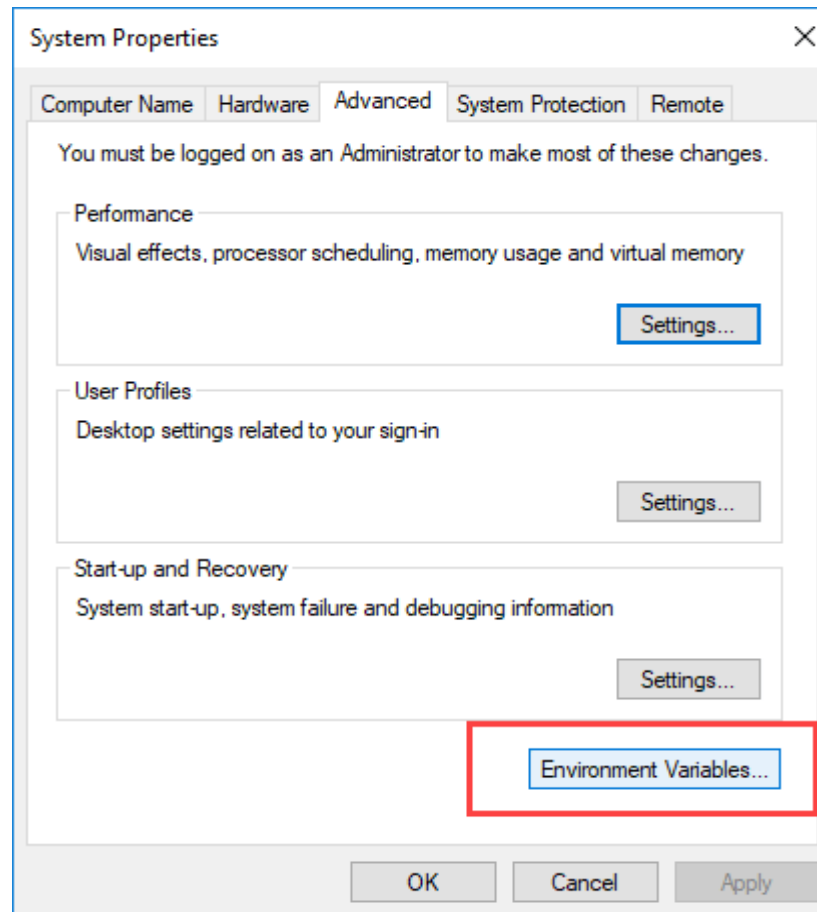 System Properties
Computer Name Hardware Advanced System Protection Remote
You must be logged on as an Administrator to make most of these changes.
Performance
Visual effects, processor scheduling, memory usage and virtual memory
Settings...
User Profiles
Desktop settings related to your sign-in
Settings...
Start-up and Recovery
System start-up, system failure and debugging information
Settings...
Environment Variables...
OK Cancel Apply